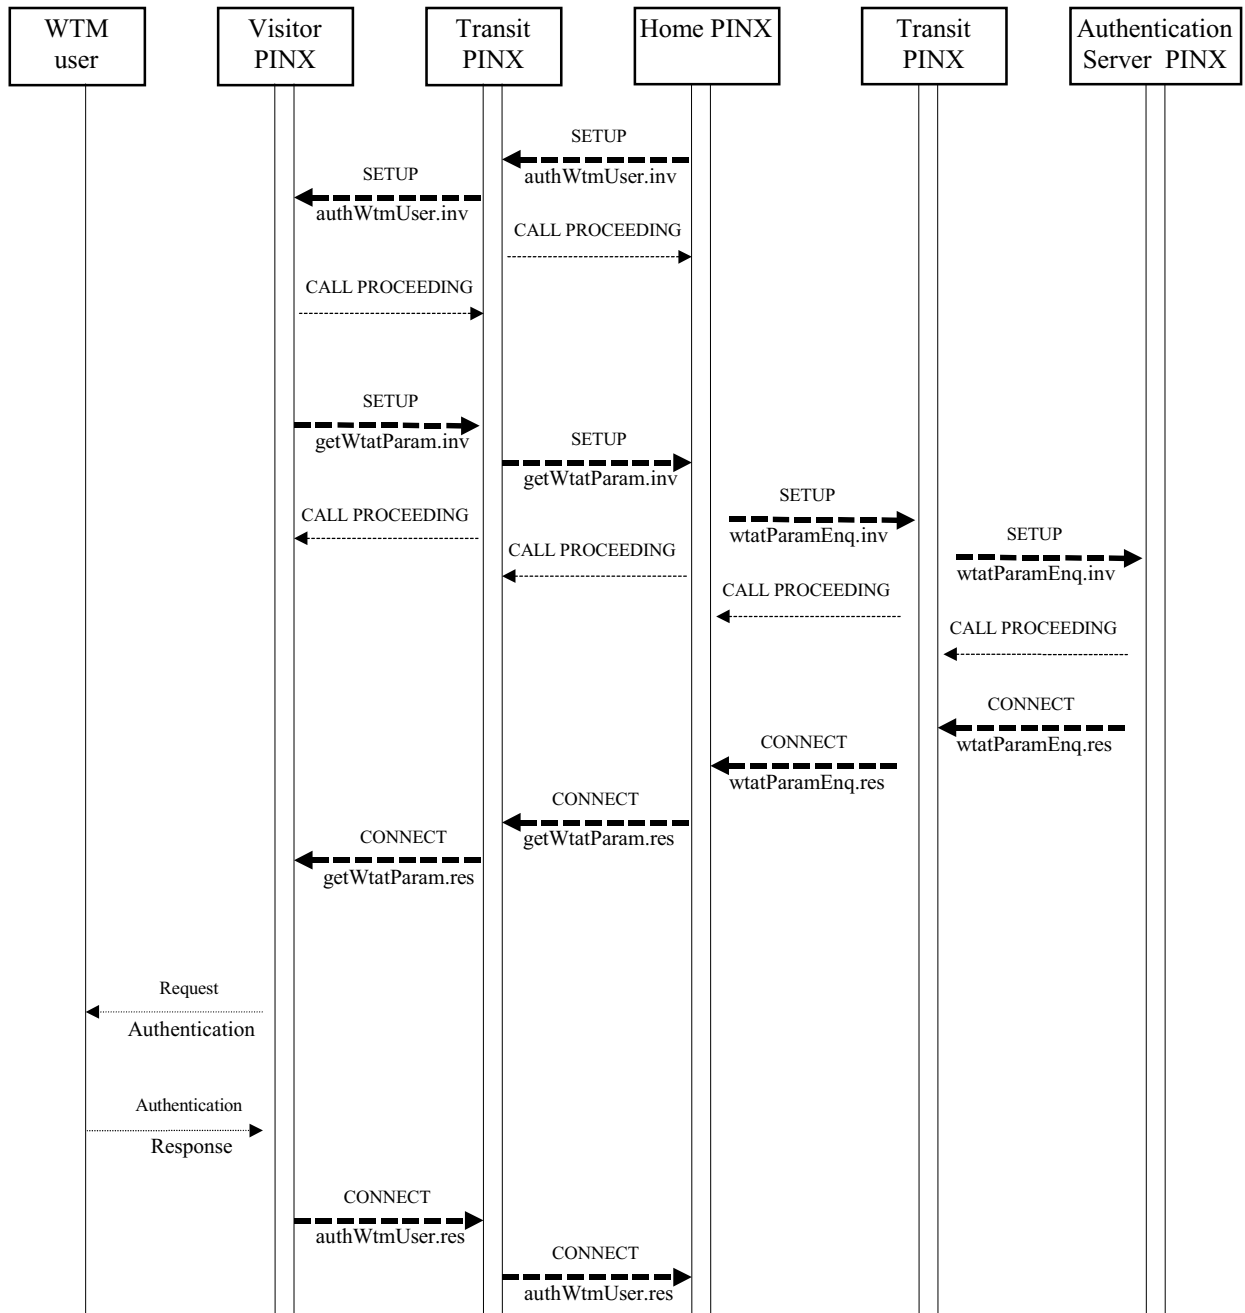 WTM
user
Visitor
PINX
Transit
PINX
Home PINX
Transit
PINX
Authentication
Server PINX
SETUP
authWtmUser.inv
SETUP
authWtmUser.inv
CALL PROCEEDING
CALL PROCEEDING
SETUP
getWtatParam.inv
SETUP
getWtatParam.inv
SETUP
wtatParamEnq.inv
CALL PROCEEDING
SETUP
wtatParamEnq.inv
CALL PROCEEDING
CALL PROCEEDING
CALL PROCEEDING
CONNECT
wtatParamEnq.res
CONNECT
wtatParamEnq.res
CONNECT
getWtatParam.res
CONNECT
getWtatParam.res
Request
Authentication
Authentication
Response
CONNECT
authWtmUser.res
CONNECT
authWtmUser.res